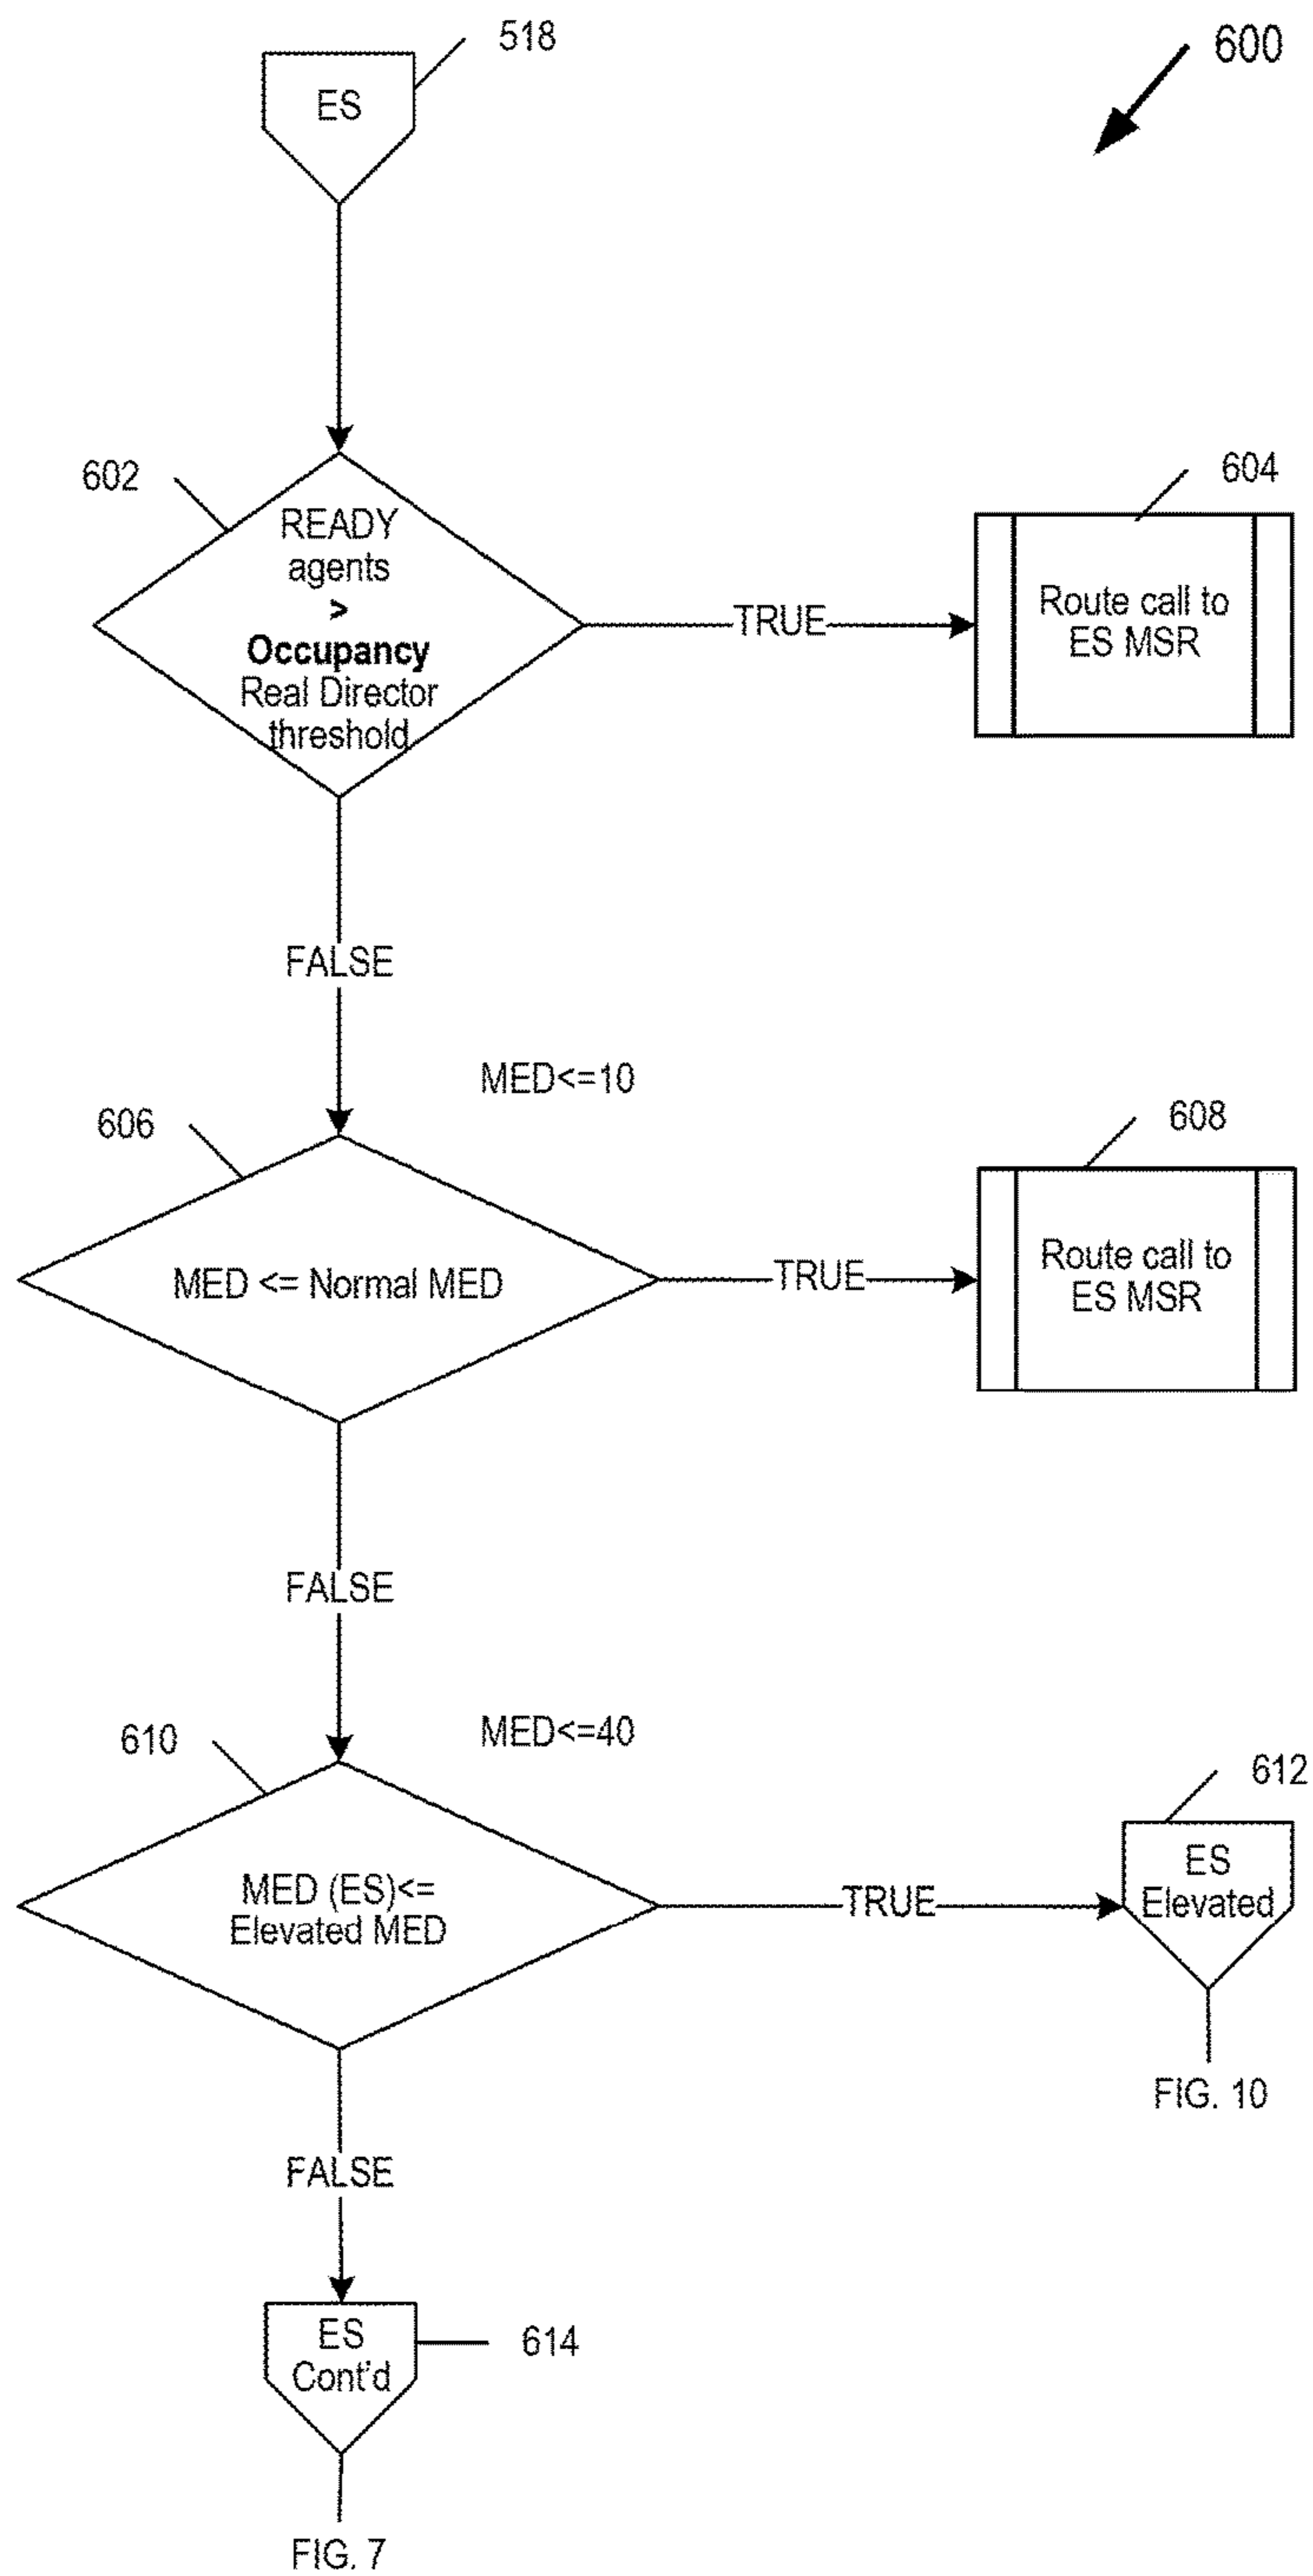 518
600
ES
602
READY
agents
>
Occupancy
Real Director
threshold
TRUE
604
Route call to
ES MSR
FALSE
MED<=10
606
MED <= Normal MED
TRUE
608
Route call to
ES MSR
FALSE
MED<=40
610
MED (ES)<=
Elevated MED
TRUE
612
ES
Elevated
FIG. 10
FALSE
ES
Cont'd
614
FIG. 7